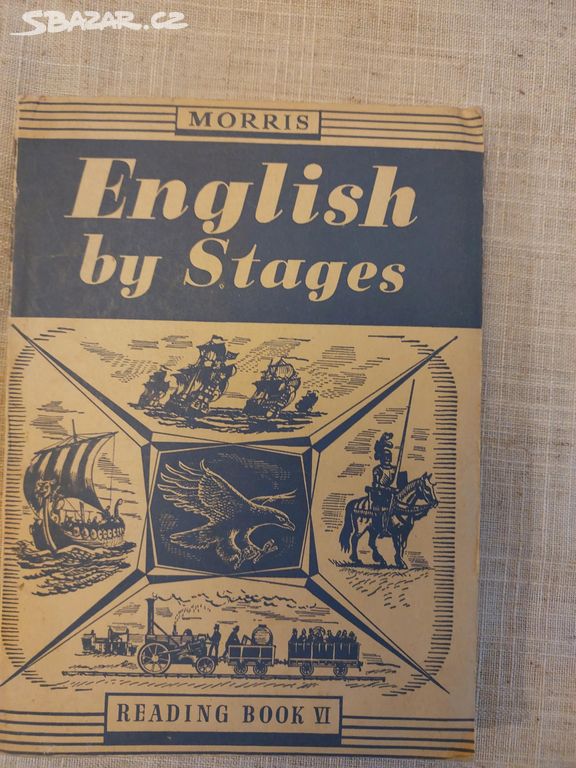 SBAZAR.CZ
MORRIS
English
by Stages
READING BOOK VI